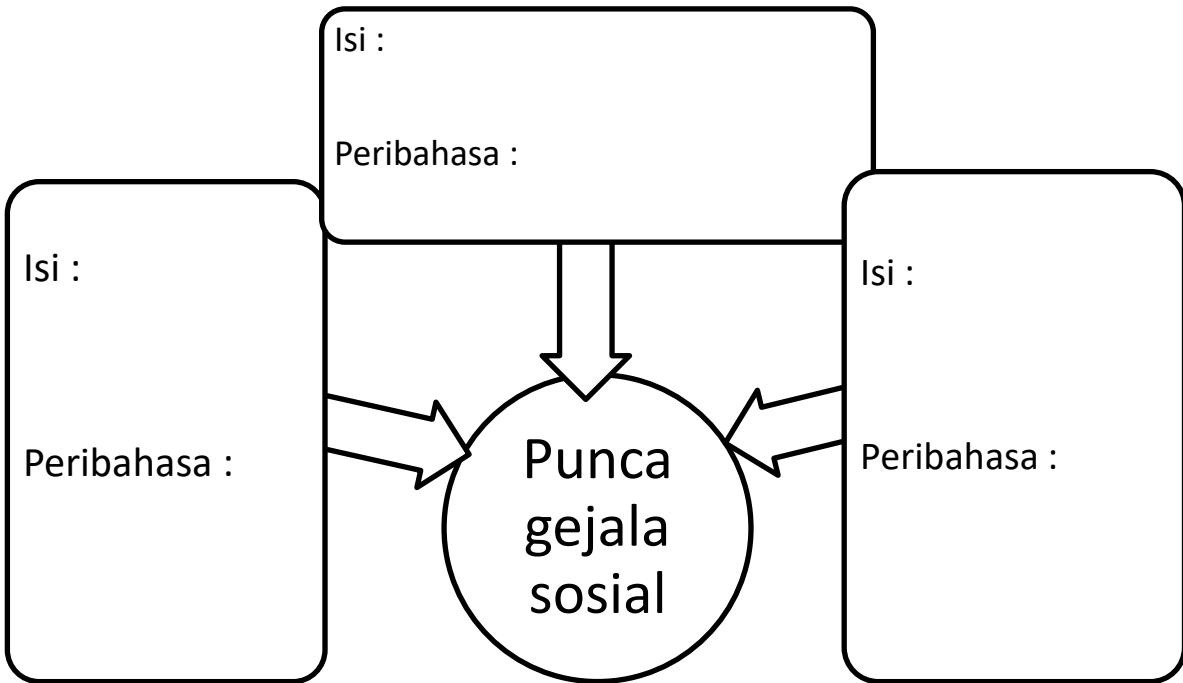 Isi :
Peribahasa :
Isi :
Peribahasa :
Isi :
Peribahasa :
Punca
gejala
sosial